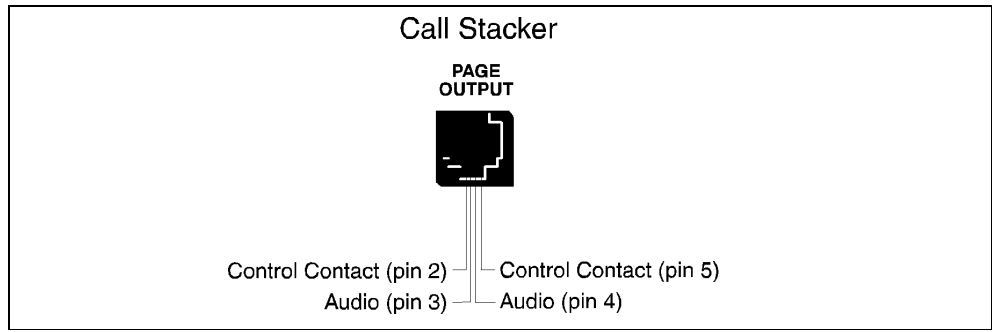 Call Stacker
PAGE
OUTPUT
Control Contact (pin 2)
Control Contact (pin 5)
Audio (pin 3)
Audio (pin 4)